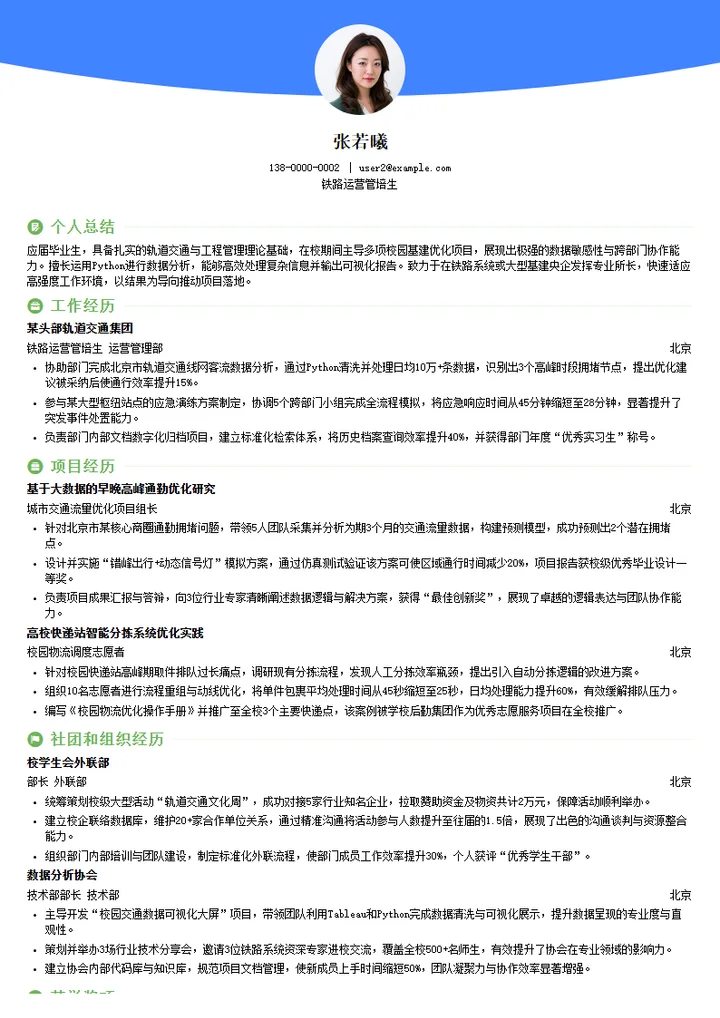 张若曦
138-0000-0002 | user2@example.com
铁路运营管培生
个人总结
应届毕业生，具备扎实的轨道交通与工程管理理论基础，在校期间主导多项校园基建优化项目，展现出极强的数据敏感性与跨部门协作能
力。擅长运用Python进行数据分析，能够高效处理复杂信息并输出可视化报告。致力于在铁路系统或大型基建央企发挥专业所长，快速适应
高强度工作环境，以结果为导向推动项目落地。
工作经历
某头部轨道交通集团
铁路运营管培生 运营管理部 北京
• 协助部门完成北京市轨道交通线网客流数据分析，通过Python清洗并处理日均10万+条数据，识别出3个高峰时段拥堵节点，提出优化建
议被采纳后使通行效率提升15%。
• 参与某大型枢纽站点的应急演练方案制定，协调5个跨部门小组完成全流程模拟，将应急响应时间从45分钟缩短至28分钟，显著提升了
突发事件处置能力。
• 负责部门内部文档数字化归档项目，建立标准化检索体系，将历史档案查询效率提升40%，并获得部门年度“优秀实习生”称号。
项目经历
基于大数据的早晚高峰通勤优化研究
城市交通流量优化项目组长 北京
• 针对北京市某核心商圈通勤拥堵问题，带领5人团队采集并分析为期3个月的交通流量数据，构建预测模型，成功预测出2个潜在拥堵
点。
• 设计并实施“错峰出行+动态信号灯”模拟方案，通过仿真测试验证该方案可使区域通行时间减少20%，项目报告获校级优秀毕业设计一
等奖。
• 负责项目成果汇报与答辩，向3位行业专家清晰阐述数据逻辑与解决方案，获得“最佳创新奖”，展现了卓越的逻辑表达与团队协作能
力。
高校快递站智能分拣系统优化实践
校园物流调度志愿者 北京
• 针对校园快递站高峰期取件排队过长痛点，调研现有分拣流程，发现人工分拣效率瓶颈，提出引入自动分拣逻辑的改进方案。
• 组织10名志愿者进行流程重组与动线优化，将单件包裹平均处理时间从45秒缩短至25秒，日均处理能力提升60%，有效缓解排队压力。
• 编写《校园物流优化操作手册》并推广至全校3个主要快递点，该案例被学校后勤集团作为优秀志愿服务项目在全校推广。
社团和组织经历
校学生会外联部
部长 外联部 北京
• 统筹策划校级大型活动“轨道交通文化周”，成功对接5家行业知名企业，拉取赞助资金及物资共计2万元，保障活动顺利举办。
• 建立校企联络数据库，维护20+家合作单位关系，通过精准沟通将活动参与人数提升至往届的1.5倍，展现了出色的沟通谈判与资源整合
能力。
• 组织部门内部培训与团队建设，制定标准化外联流程，使部门成员工作效率提升30%，个人获评“优秀学生干部”。
数据分析协会
技术部部长 技术部 北京
• 主导开发“校园交通数据可视化大屏”项目，带领团队利用Tableau和Python完成数据清洗与可视化展示，提升数据呈现的专业度与直
观性。
• 策划并举办3场行业技术分享会，邀请3位铁路系统资深专家进校交流，覆盖全校500+名师生，有效提升了协会在专业领域的影响力。
• 建立协会内部代码库与知识库，规范项目文档管理，使新成员上手时间缩短50%，团队凝聚力与协作效率显著增强。